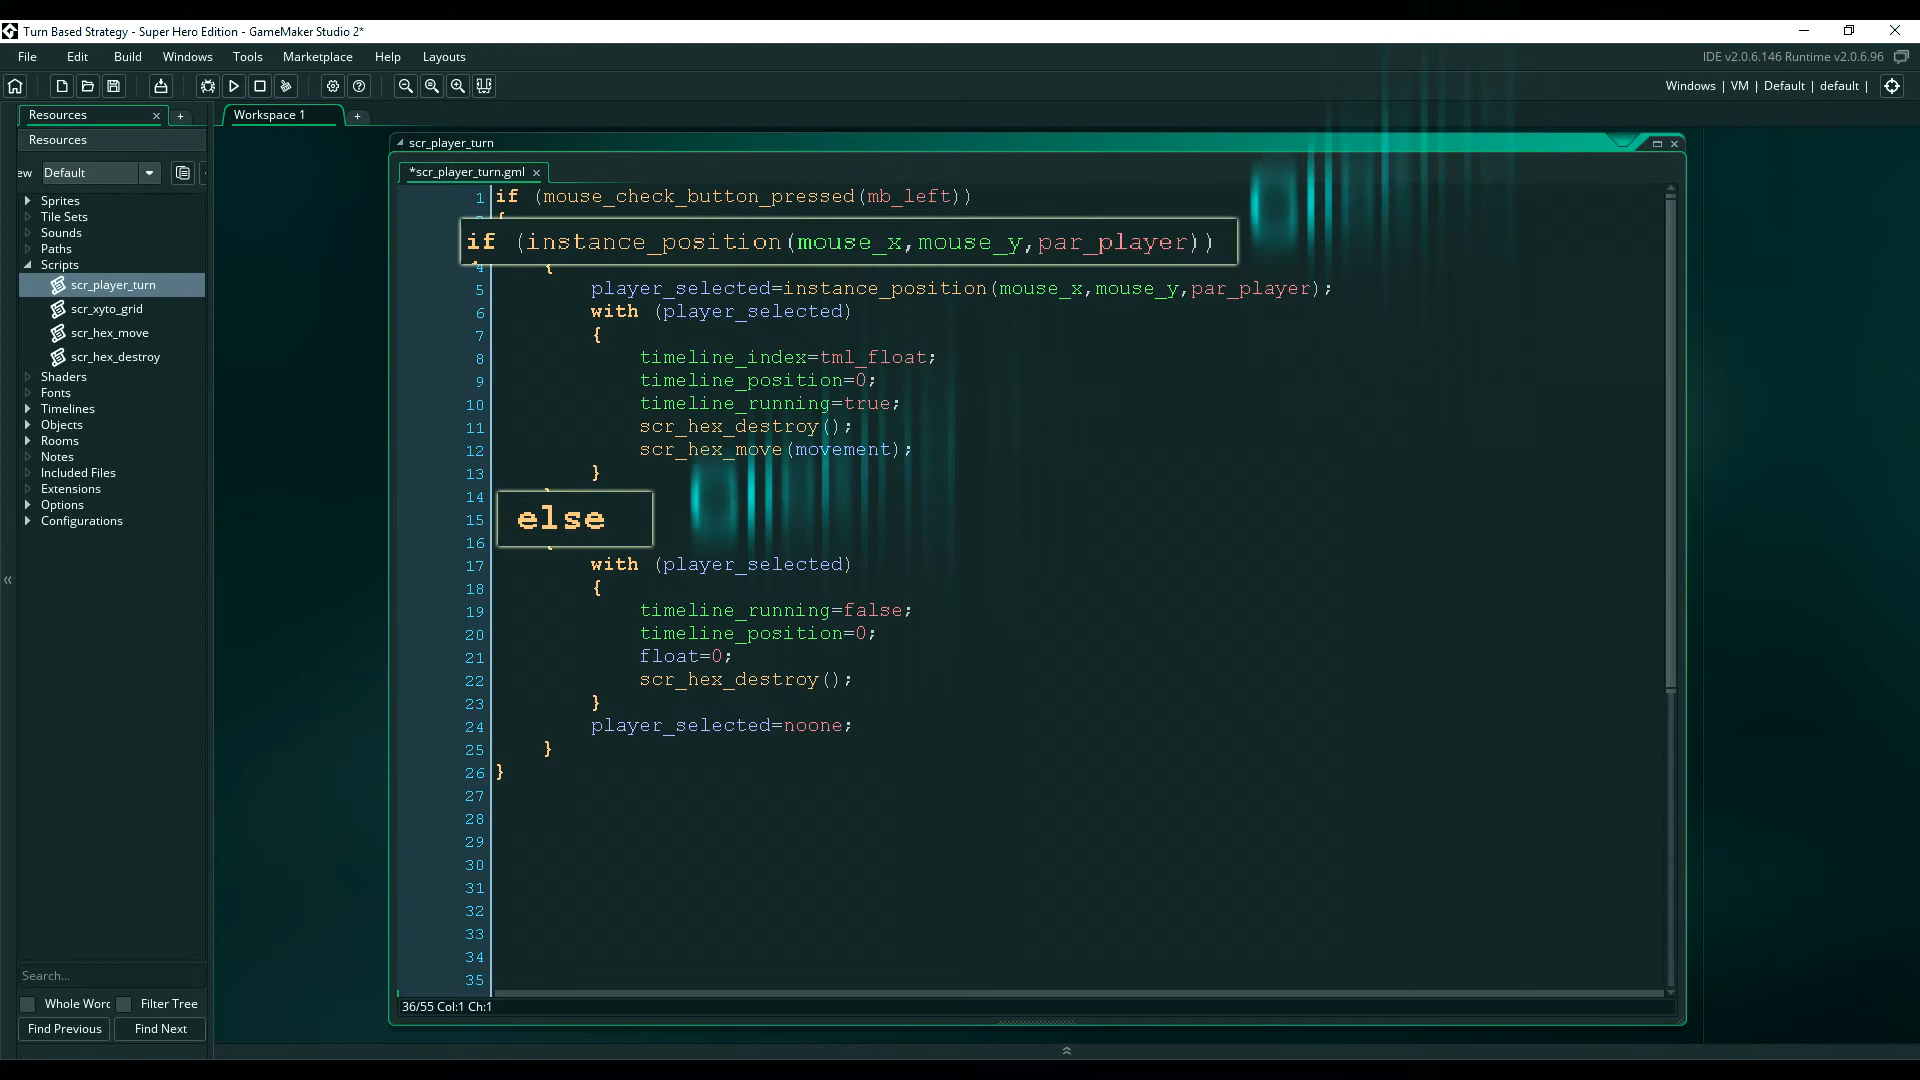 Turn Based Strategy - Super Hero Edition - GameMaker Studio 2*
File Edit Build Windows Tools Marketplace Help Layouts
IDE v2.0.6.146 Runtime v2.0.6.96
Windows | VM | Default | default |
Resources
Workspace 1
Resources
ew Default
Sprites
Tile Sets
Sounds
Paths
Scripts
scr_player_turn
scr_xyto_grid
scr_hex_move
scr_hex_destroy
Shaders
Fonts
Timelines
Objects
Rooms
Notes
Included Files
Extensions
Options
Configurations
Search...
Whole Word Filter Tree
Find Previous Find Next
scr_player_turn
*scr_player_turn.gml
1 if (mouse_check_button_pressed(mb_left))
if (instance_position(mouse_x,mouse_y,par_player))
4 {
5 player_selected=instance_position(mouse_x,mouse_y,par_player);
6 with (player_selected)
7 {
8 timeline_index=tml_float;
9 timeline_position=0;
10 timeline_running=true;
11 scr_hex_destroy();
12 scr_hex_move(movement);
13 }
14
15 else
16
17 with (player_selected)
18 {
19 timeline_running=false;
20 timeline_position=0;
21 float=0;
22 scr_hex_destroy();
23 }
24 player_selected=noone;
25 }
26 }
27
28
29
30
31
32
33
34
35
36/55 Col:1 Ch:1